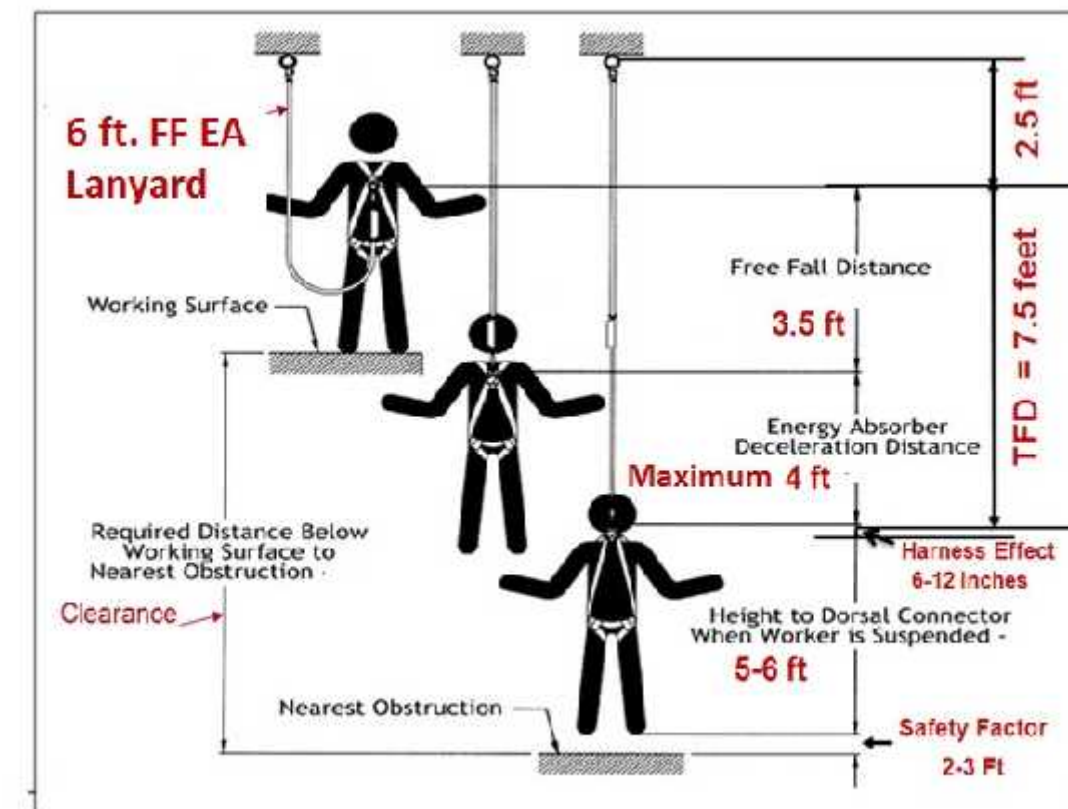 6 ft. FF EA
Lanyard
2.5 ft
Free Fall Distance
3.5 ft
TFD = 7.5 feet
Working Surface
Energy Absorber
Deceleration Distance
Maximum 4 ft
Required Distance Below
Working Surface to
Nearest Obstruction -
Clearance
Harness Effect
6-12 Inches
Height to Dorsal Connector
When Worker is Suspended -
5-6 ft
Nearest Obstruction
Safety Factor
2-3 Ft